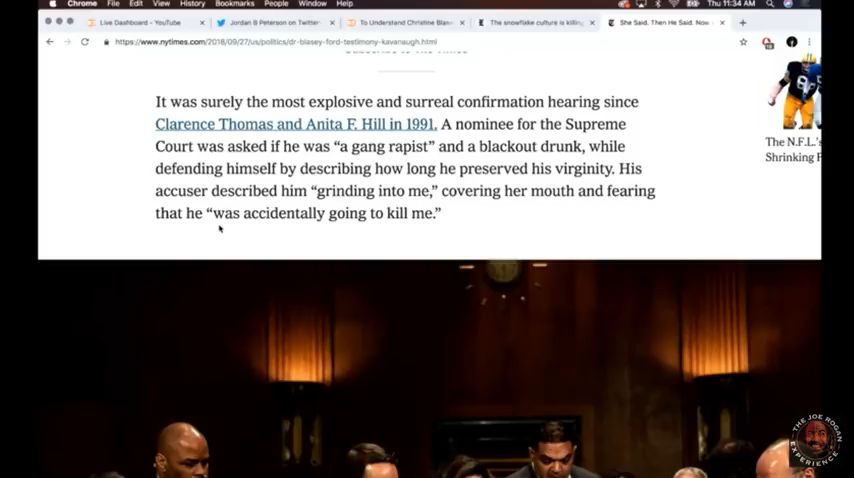 Chrome File Edit View History Bookmarks People Window Help
Thu 11:34 AM
Live Dashboard - YouTube
Jordan B Peterson on Twitter
To Understand Christine Blas
The snowflake culture is killing
She Said. Then He Said. Now
https://www.nytimes.com/2018/09/27/us/politics/dr-blasey-ford-testimony-kavanaugh.html
It was surely the most explosive and surreal confirmation hearing since
Clarence Thomas and Anita F. Hill in 1991. A nominee for the Supreme
Court was asked if he was “a gang rapist” and a blackout drunk, while
defending himself by describing how long he preserved his virginity. His
accuser described him “grinding into me,” covering her mouth and fearing
that he “was accidentally going to kill me.”
The N.F.L.'s
Shrinking
THE JOE ROGAN
EXPERIENCE